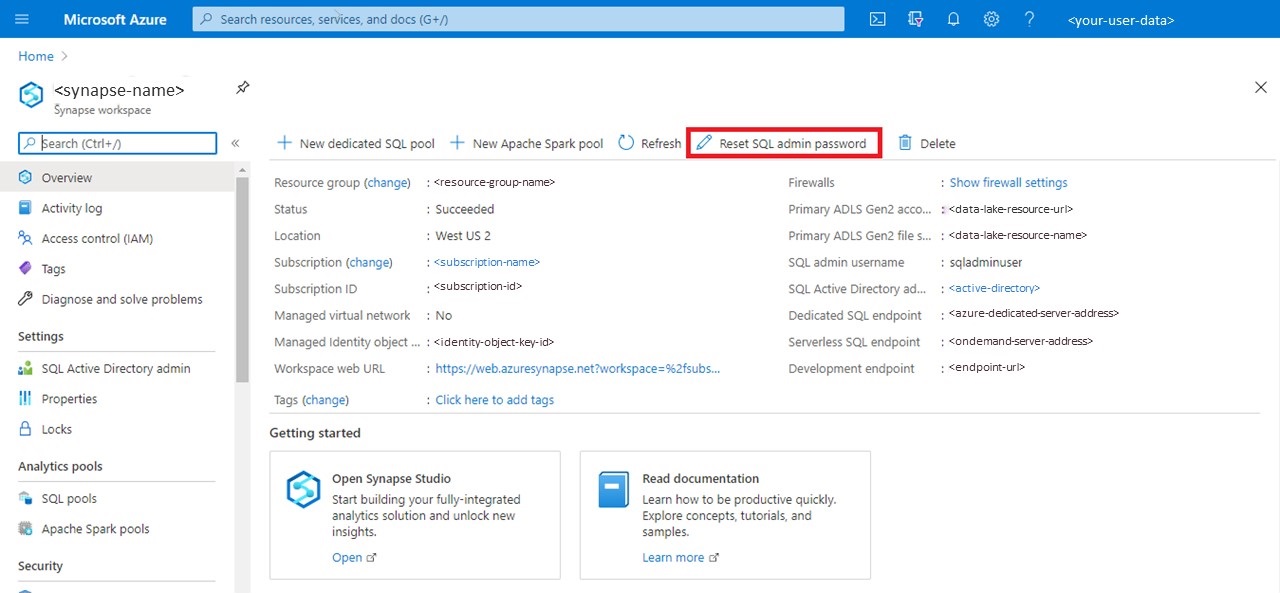 Microsoft Azure
Search resources, services, and docs (G+/)
<your-user-data>
Home
<synapse-name>
Synapse workspace
Search (Ctrl+/)
New dedicated SQL pool
New Apache Spark pool
Refresh
Reset SQL admin password
Delete
Overview
Activity log
Access control (IAM)
Tags
Diagnose and solve problems
Settings
SQL Active Directory admin
Properties
Locks
Analytics pools
SQL pools
Apache Spark pools
Security
Resource group (change) : <resource-group-name>
Status : Succeeded
Location : West US 2
Subscription (change) : <subscription-name>
Subscription ID : <subscription-id>
Managed virtual network : No
Managed Identity object ... : <identity-object-key-id>
Workspace web URL : https://web.azuresynapse.net?workspace=%2fsubs...
Tags (change) : Click here to add tags
Firewalls : Show firewall settings
Primary ADLS Gen2 acco... : <data-lake-resource-url>
Primary ADLS Gen2 file s... : <data-lake-resource-name>
SQL admin username : sqladminuser
SQL Active Directory ad... : <active-directory>
Dedicated SQL endpoint : <azure-dedicated-server-address>
Serverless SQL endpoint : <ondemand-server-address>
Development endpoint : <endpoint-url>
Getting started
Open Synapse Studio
Start building your fully-integrated
analytics solution and unlock new
insights.
Open
Read documentation
Learn how to be productive quickly.
Explore concepts, tutorials, and
samples.
Learn more